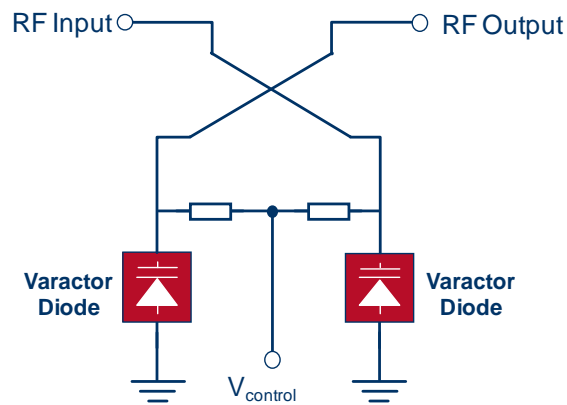 RF Input
RF Output
Varactor
Diode
Varactor
Diode
Vcontrol